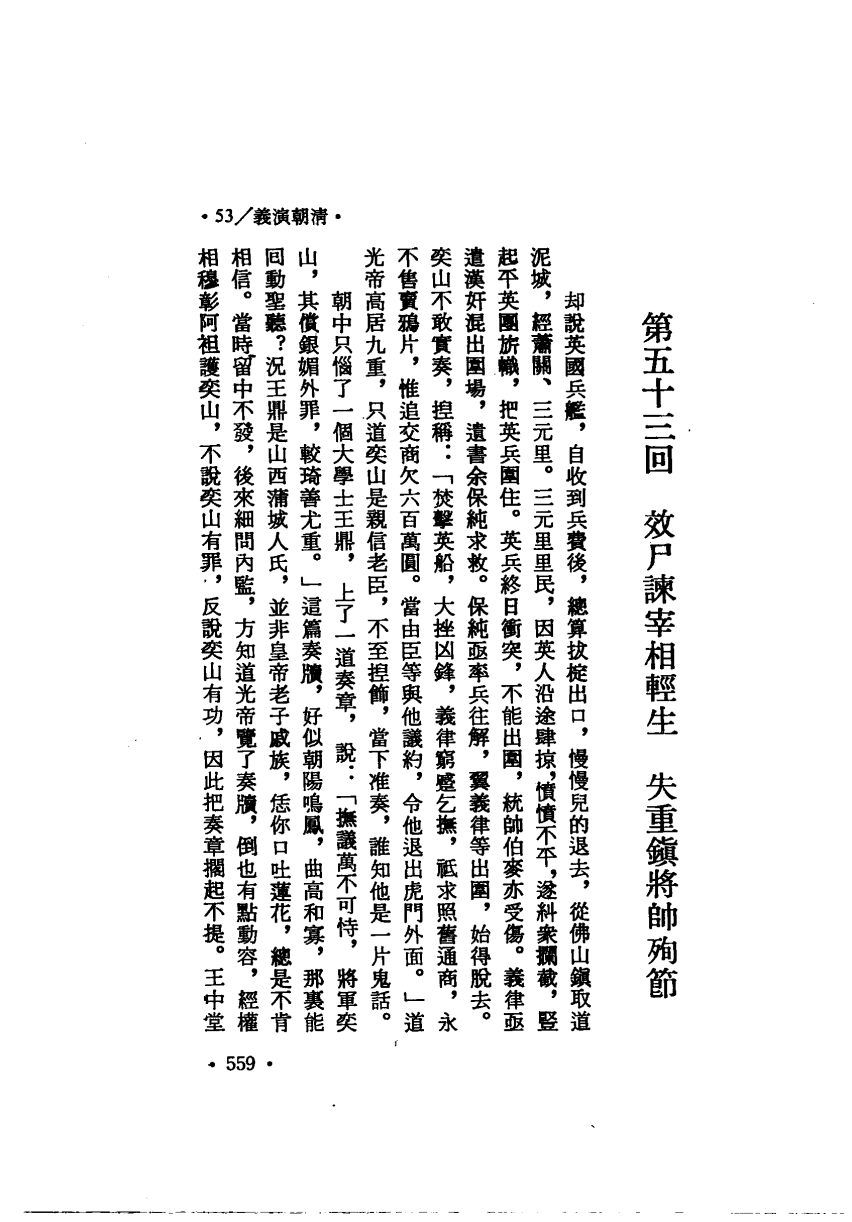 ·清朝演義／53·
第五十三回　效尸諫宰相輕生　失重鎭將帥殉節
却說英國兵艦，自收到兵費後，總算拔椗出口，慢慢兒的退去，從佛山鎭取道
泥城，經蕭關、三元里。三元里里民，因英人沿途肆掠，憤憤不平，遂糾衆攔截，豎
起平英團旂幟，把英兵圍住。英兵終日衝突，不能出圍，統帥伯麥亦受傷。義律亟
遣漢奸混出圍場，遺書余保純求救。保純亟率兵往解，翼義律等出圍，始得脫去。
奕山不敢實奏，捏稱：「焚擊英船，大挫凶鋒，義律窮蹙乞撫，祗求照舊通商，永
不售賣鴉片，惟追交商欠六百萬圓。當由臣等與他議約，令他退出虎門外面。」道
光帝高居九重，只道奕山是親信老臣，不至捏飾，當下准奏，誰知他是一片鬼話。
朝中只惱了一個大學士王鼎，上了一道奏章，說：「撫議萬不可恃，將軍奕
山，其償銀媚外罪，較琦善尤重。」這篇奏牘，好似朝陽鳴鳳，曲高和寡，那裏能
囘動聖聽？況王鼎是山西蒲城人氏，並非皇帝老子戚族，恁你口吐蓮花，總是不肯
相信。當時留中不發，後來細問內監，方知道光帝覽了奏牘，倒也有點動容，經權
相穆彰阿袒護奕山，不說奕山有罪，反說奕山有功，因此把奏章擱起不提。王中堂
·559·